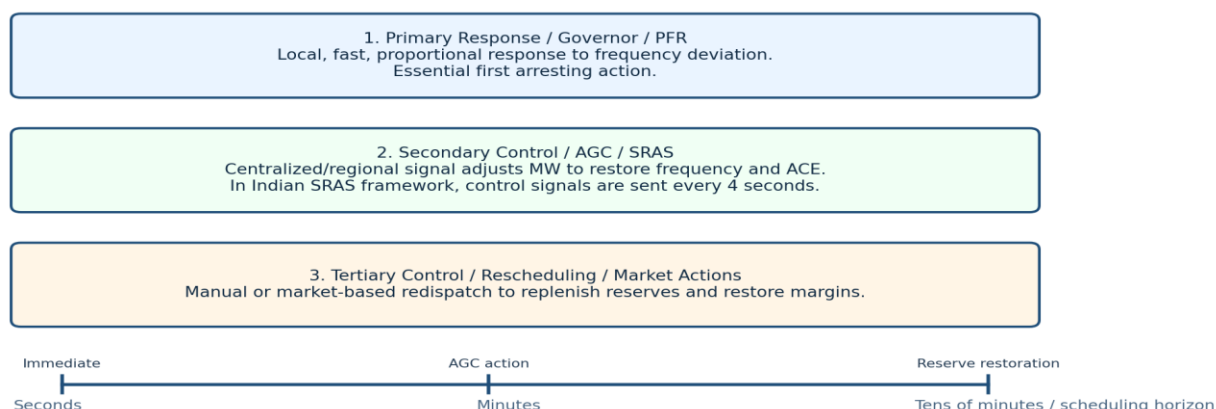 1. Primary Response / Governor / PFR
Local, fast, proportional response to frequency deviation.
Essential first arresting action.
2. Secondary Control / AGC / SRAS
Centralized/regional signal adjusts MW to restore frequency and ACE.
In Indian SRAS framework, control signals are sent every 4 seconds.
3. Tertiary Control / Rescheduling / Market Actions
Manual or market-based redispatch to replenish reserves and restore margins.
Immediate AGC action Reserve restoration
Seconds Minutes Tens of minutes / scheduling horizon